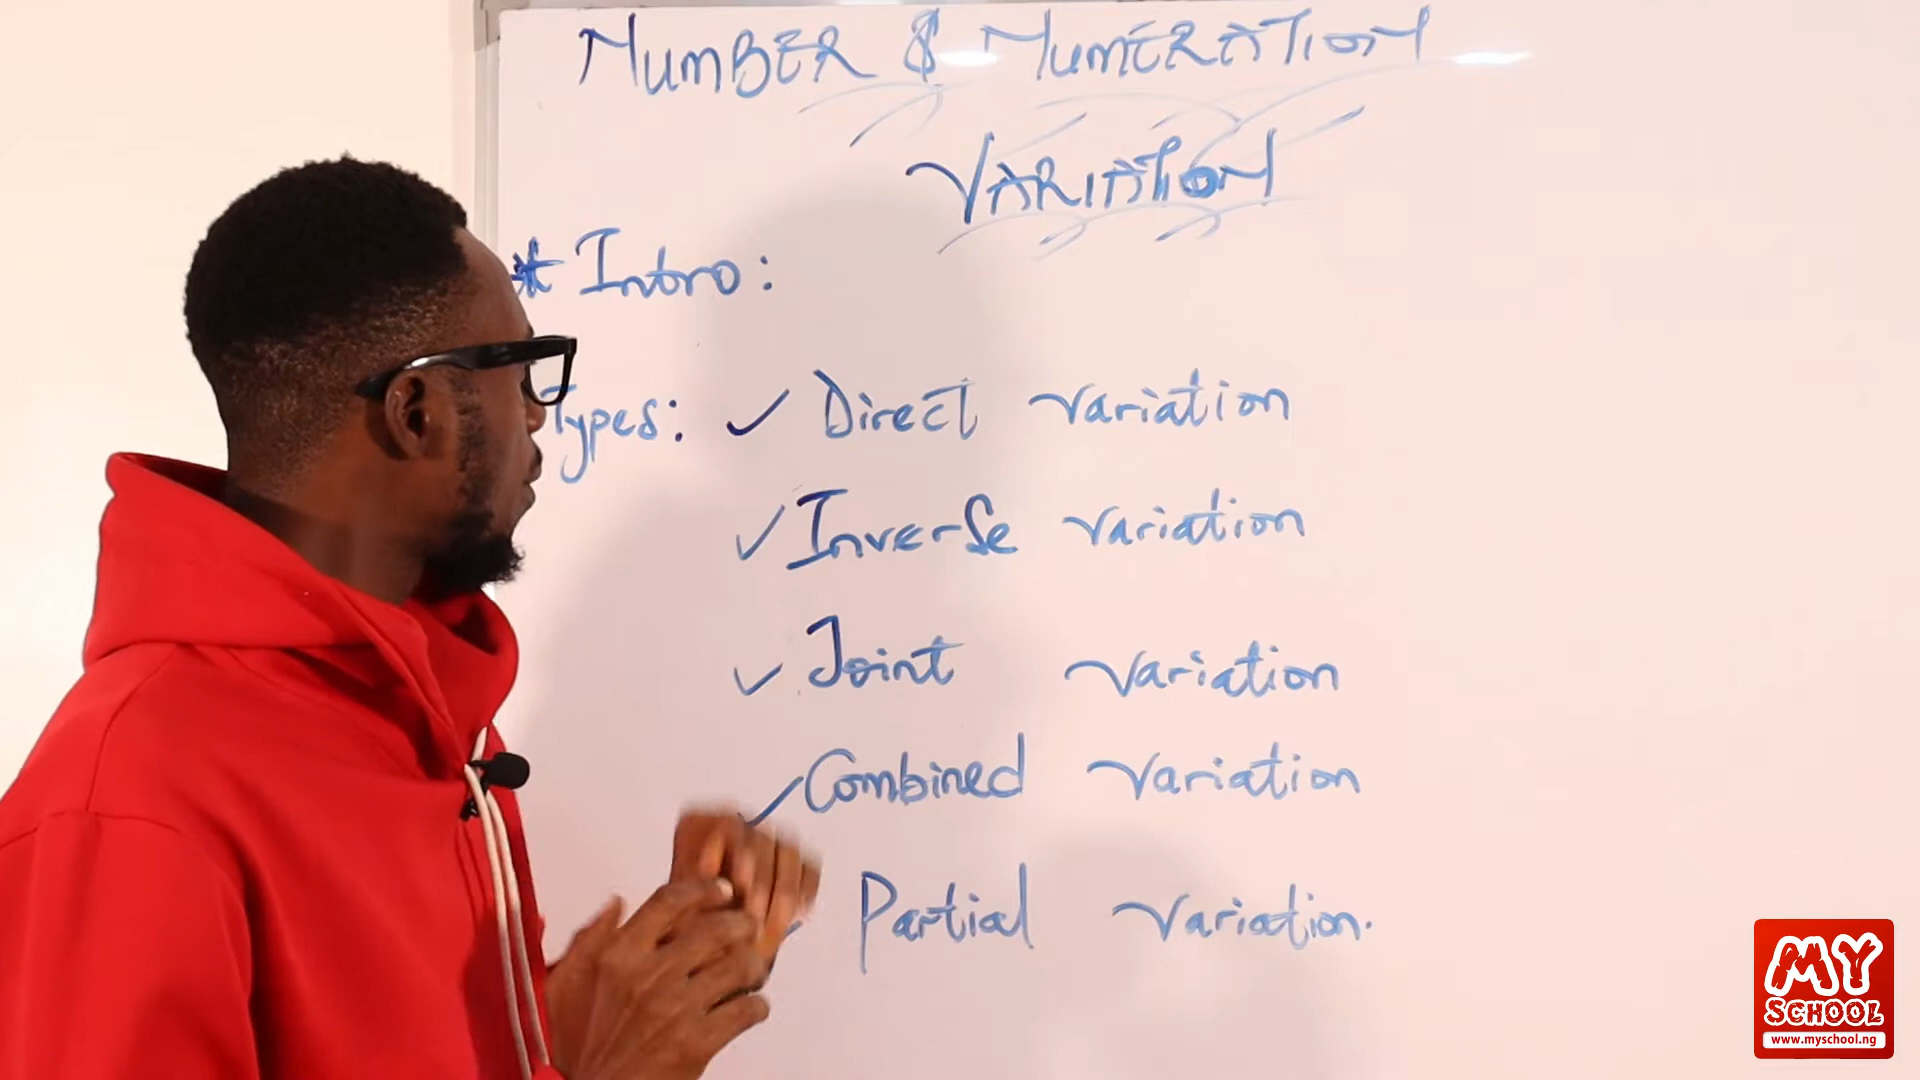 NUMBER & NUMERATION
VARIATION
* Intro:
Types: ✓ Direct variation
✓ Inverse variation
✓ Joint variation
✓ Combined variation
Partial variation.
MY
SCHOOL
www.myschool.ng